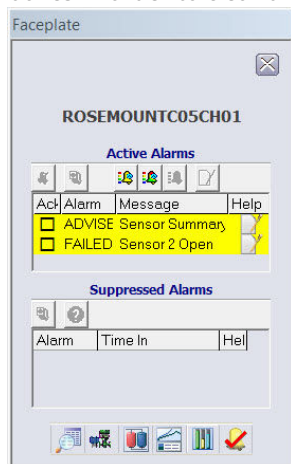 Faceplate
ROSEMOUNTC05CH01
Active Alarms
Ack Alarm Message Help
ADVISE Sensor Summary
FAILED Sensor 2 Open
Suppressed Alarms
Alarm Time In Hel